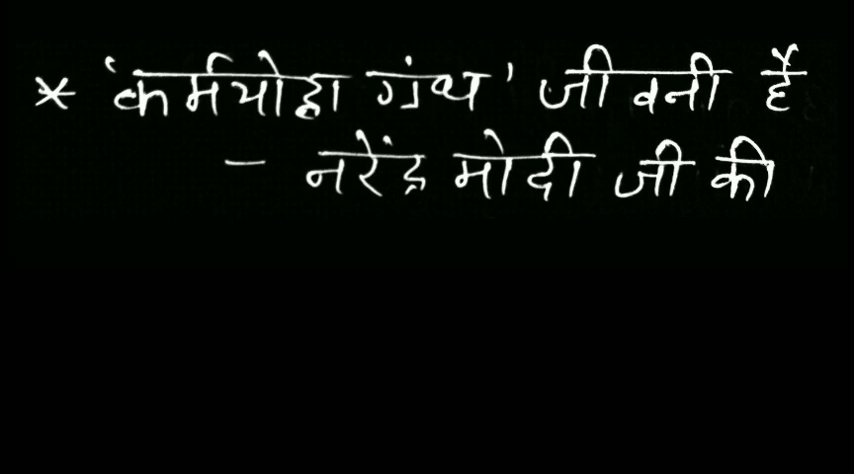 * 'कर्मयोद्धा ग्रंथ' जीवनी है
- नरेंद्र मोदी जी की